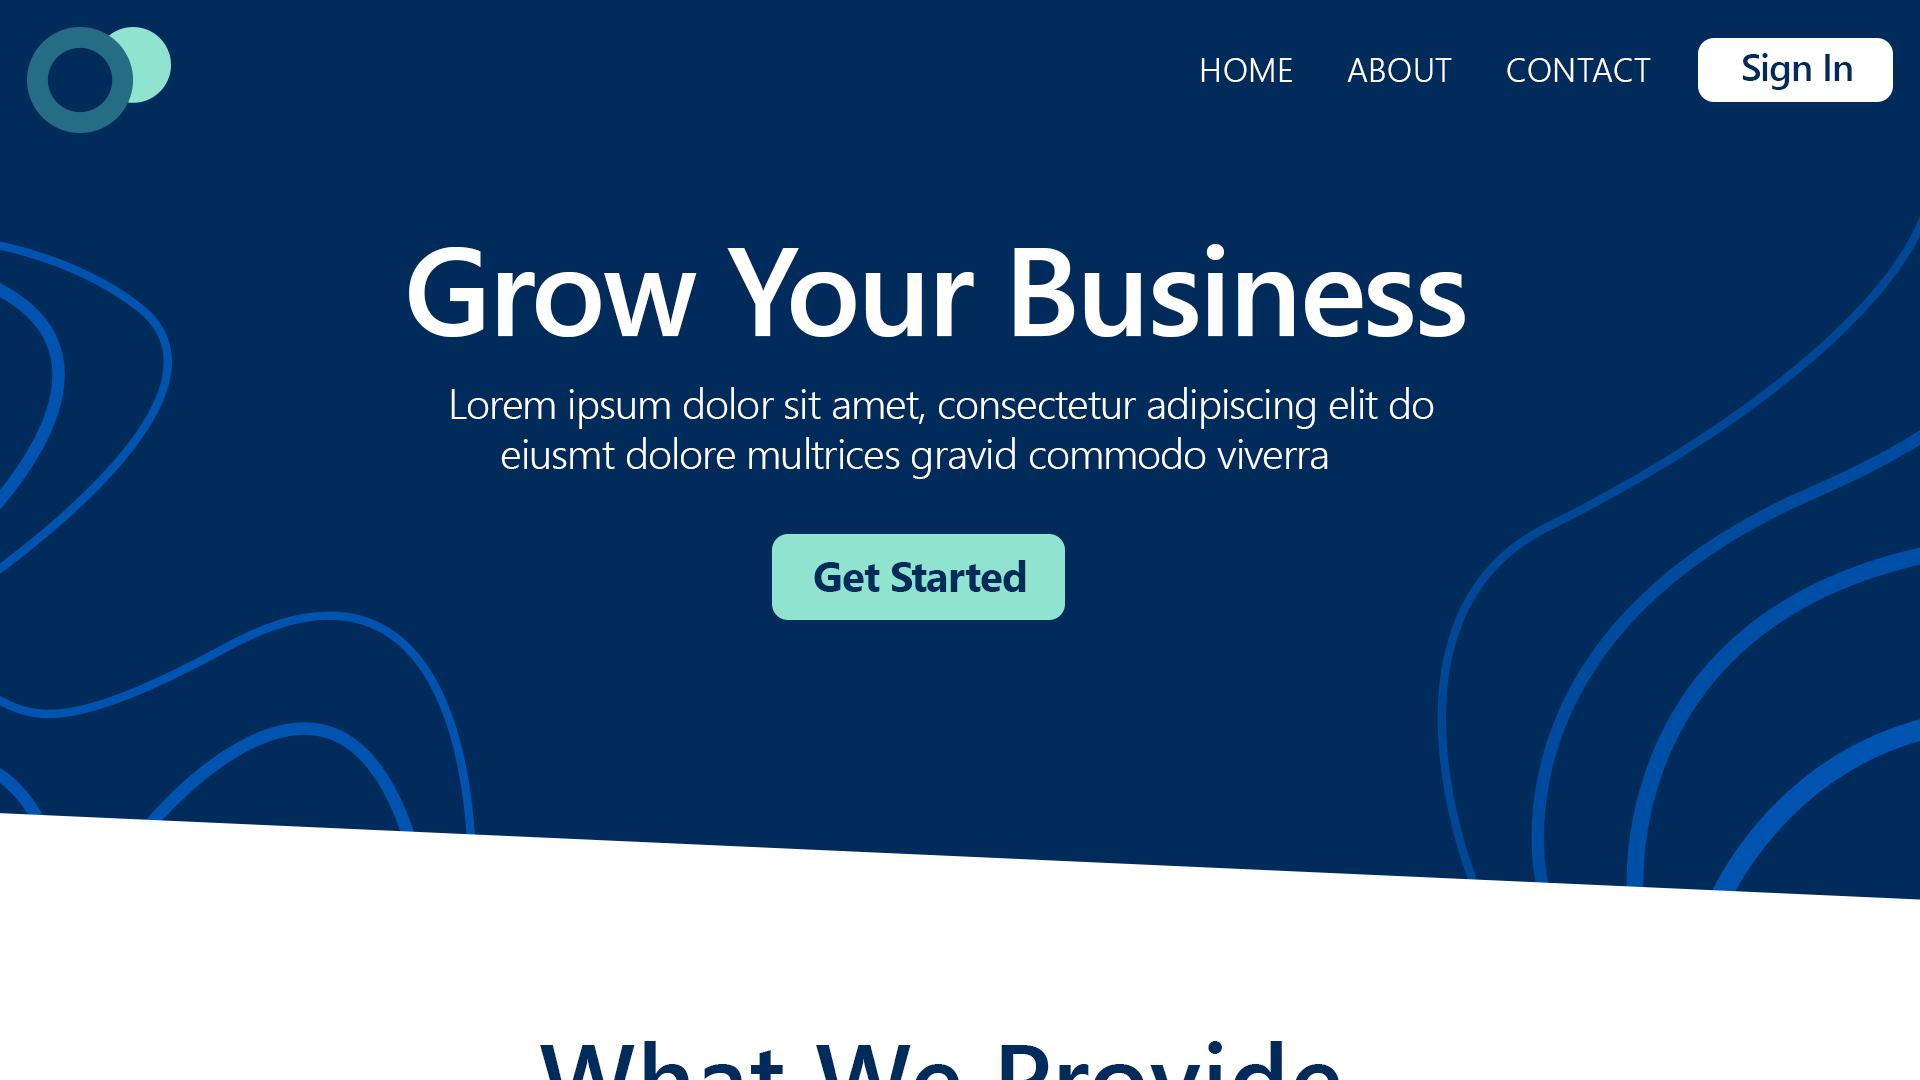 HOME ABOUT CONTACT Sign In
Grow Your Business
Lorem ipsum dolor sit amet, consectetur adipiscing elit do
eiusmt dolore multrices gravid commodo viverra
Get Started
What We Provide